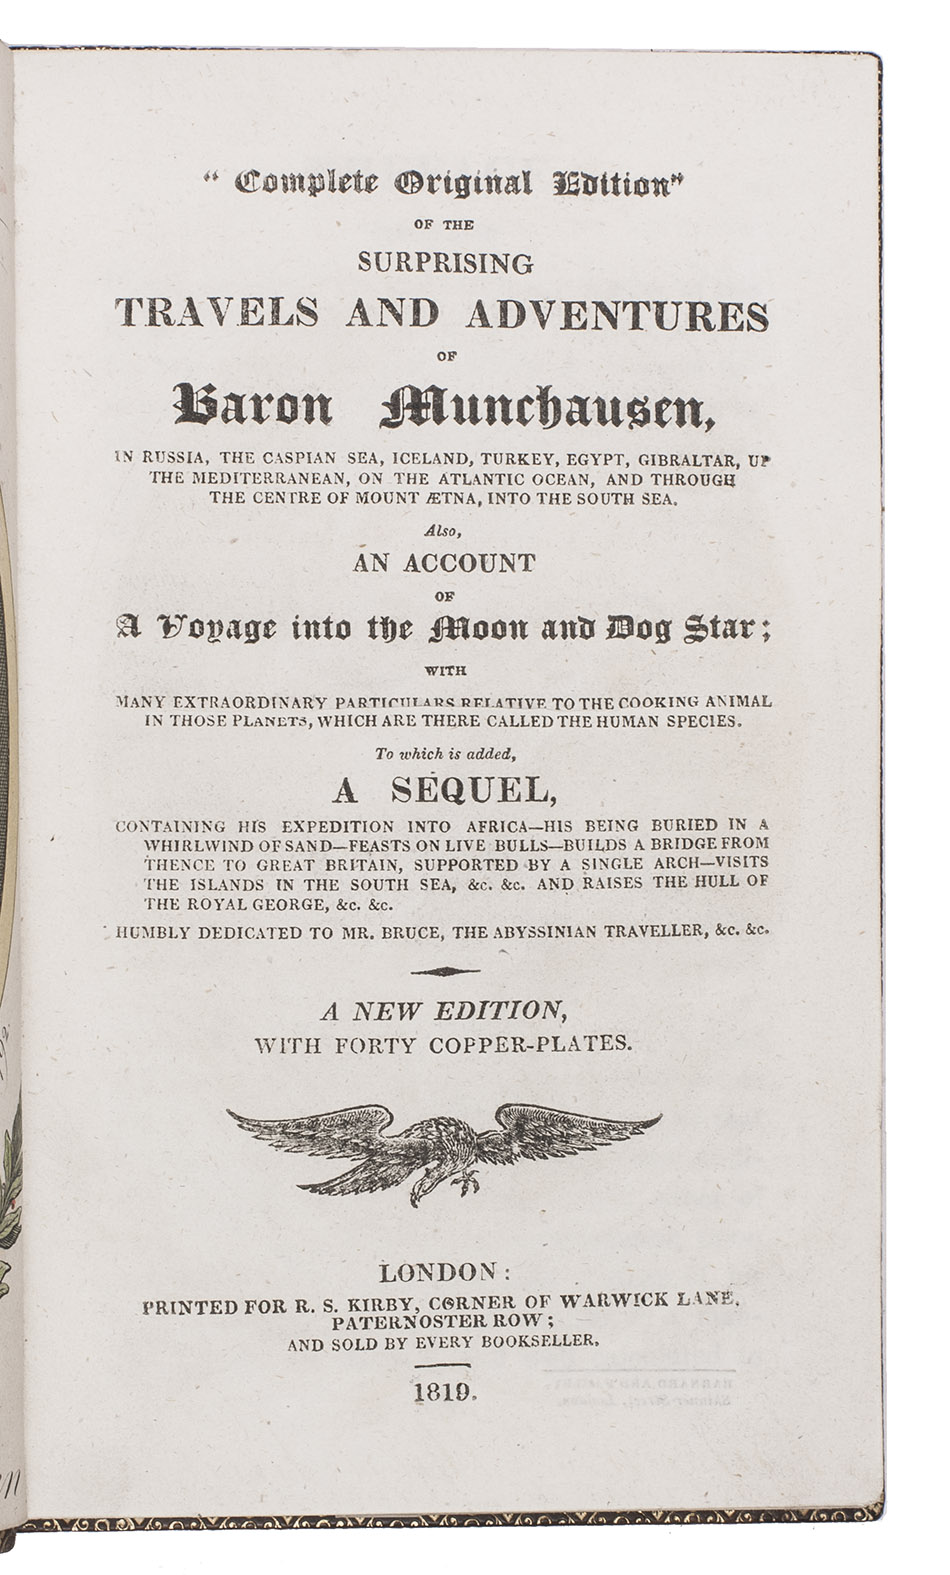 “ Complete Original Edition”
OF THE
SURPRISING
TRAVELS AND ADVENTURES
OF
Baron Munchausen,
IN RUSSIA, THE CASPIAN SEA, ICELAND, TURKEY, EGYPT, GIBRALTAR, UP
THE MEDITERRANEAN, ON THE ATLANTIC OCEAN, AND THROUGH
THE CENTRE OF MOUNT ÆTNA, INTO THE SOUTH SEA.
Also,
AN ACCOUNT
OF
A Voyage into the Moon and Dog Star;
WITH
MANY EXTRAORDINARY PARTICULARS RELATIVE TO THE COOKING ANIMAL
IN THOSE PLANETS, WHICH ARE THERE CALLED THE HUMAN SPECIES.
To which is added,
A SEQUEL,
CONTAINING HIS EXPEDITION INTO AFRICA—HIS BEING BURIED IN A
WHIRLWIND OF SAND—FEASTS ON LIVE BULLS—BUILDS A BRIDGE FROM
THENCE TO GREAT BRITAIN, SUPPORTED BY A SINGLE ARCH—VISITS
THE ISLANDS IN THE SOUTH SEA, &c. &c. AND RAISES THE HULL OF
THE ROYAL GEORGE, &c. &c.
HUMBLY DEDICATED TO MR. BRUCE, THE ABYSSINIAN TRAVELLER, &c. &c.
A NEW EDITION,
WITH FORTY COPPER-PLATES.
LONDON:
PRINTED FOR R. S. KIRBY, CORNER OF WARWICK LANE,
PATERNOSTER ROW;
AND SOLD BY EVERY BOOKSELLER.
1819.